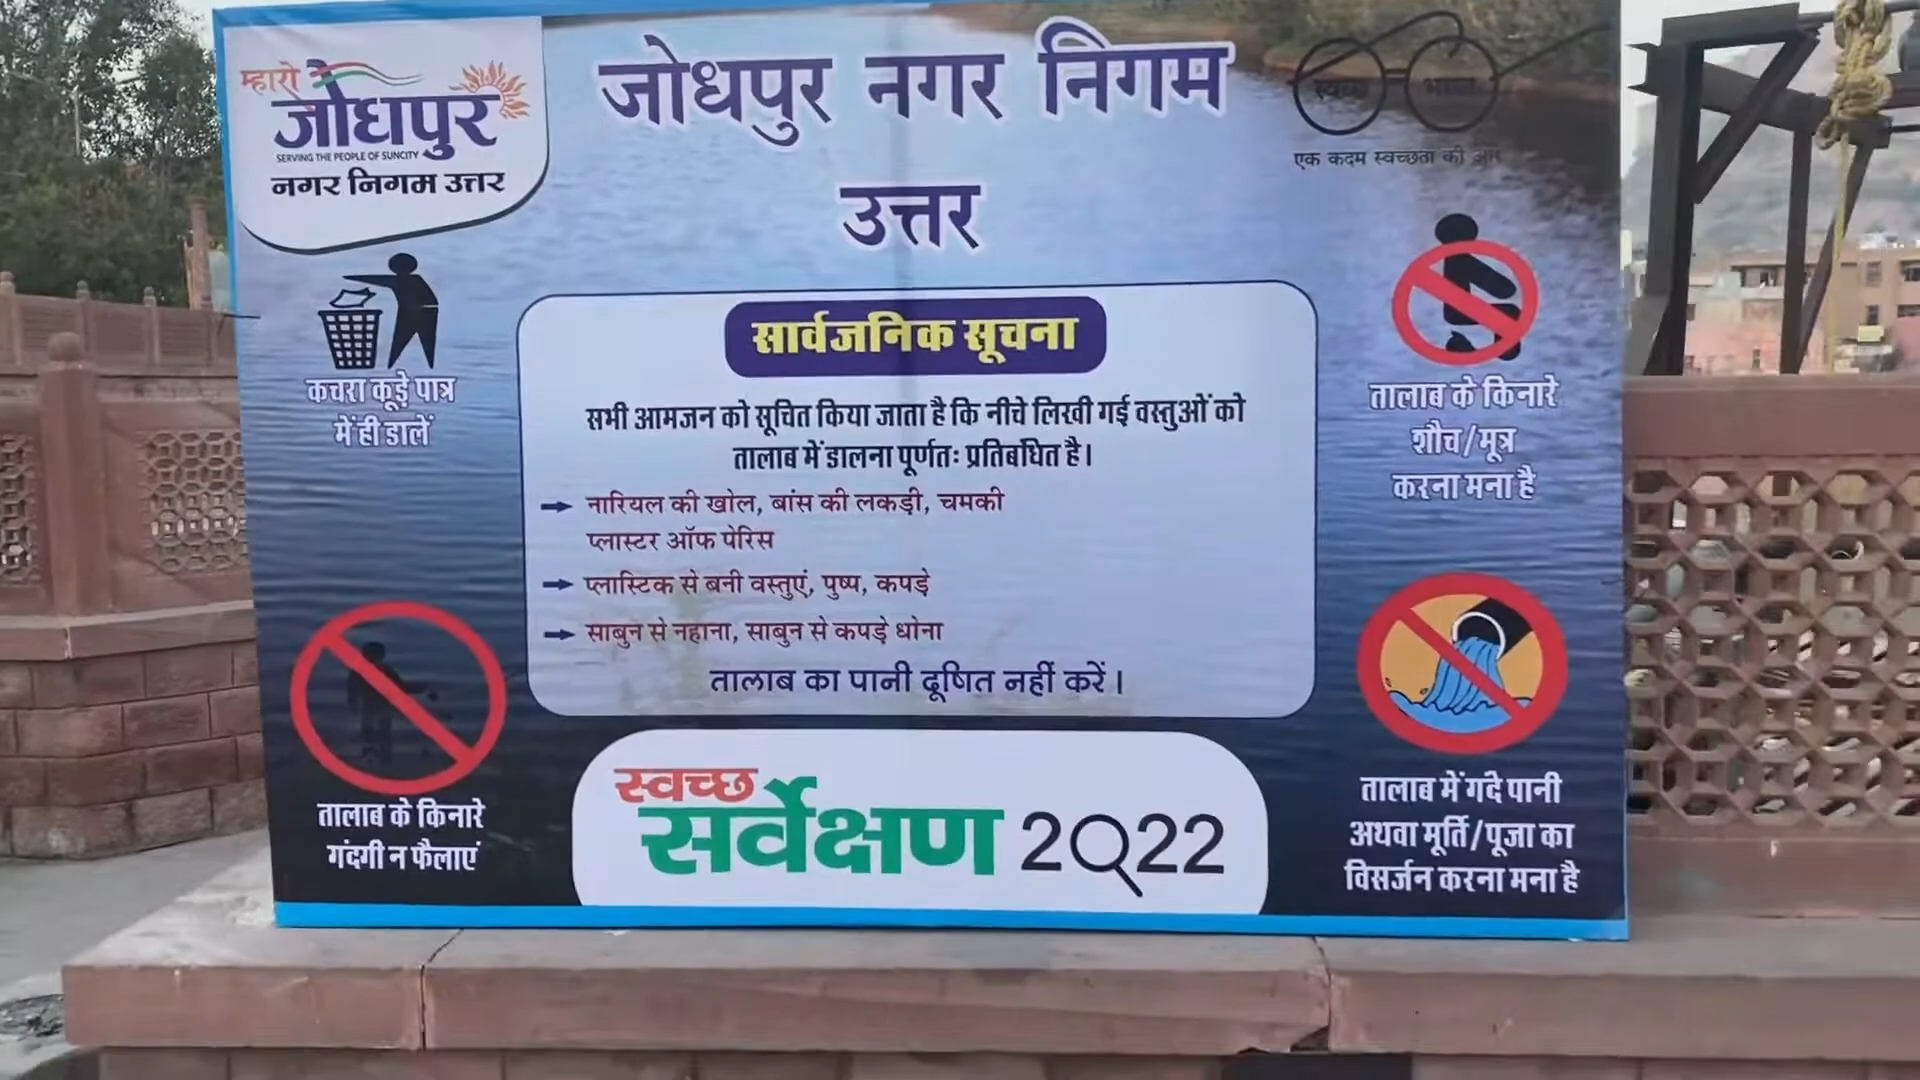 म्हारो
जोधपुर
SERVING THE PEOPLE OF SUNCITY
नगर निगम उत्तर
जोधपुर नगर निगम
उत्तर
स्वच्छ भारत
एक कदम स्वच्छता की ओर
कचरा कूड़े पात्र
में ही डालें
सार्वजनिक सूचना
सभी आमजन को सूचित किया जाता है कि नीचे लिखी गई वस्तुओं को
तालाब में डालना पूर्णतः प्रतिबंधित है।
नारियल की खोल, बांस की लकड़ी, चमकी
प्लास्टर ऑफ पेरिस
प्लास्टिक से बनी वस्तुएं, पुष्प, कपड़े
साबुन से नहाना, साबुन से कपड़े धोना
तालाब का पानी दूषित नहीं करें।
तालाब के किनारे
शौच/मूत्र
करना मना है
तालाब के किनारे
गंदगी न फैलाएं
स्वच्छ
सर्वेक्षण 2022
तालाब में गंदे पानी
अथवा मूर्ति/पूजा का
विसर्जन करना मना है